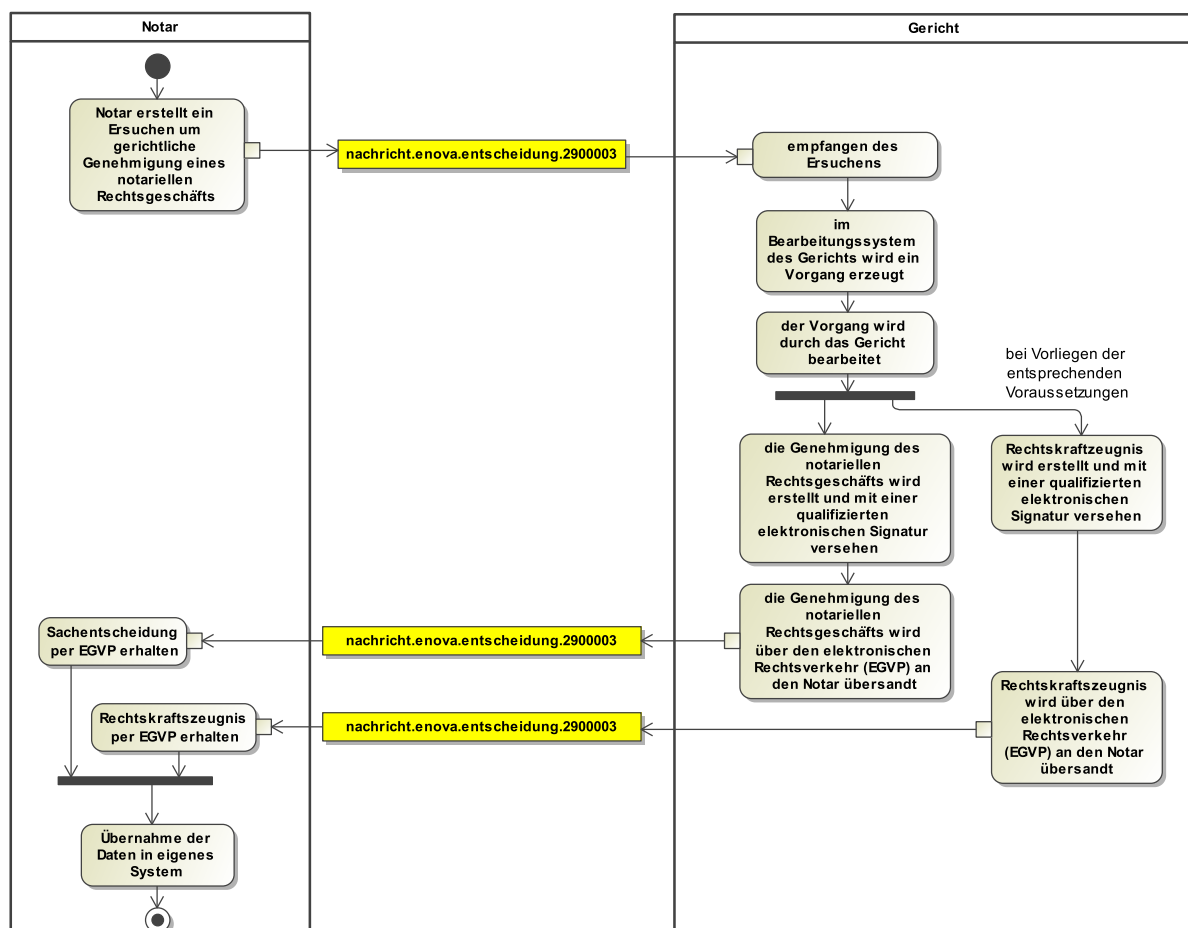 Notar
Gericht
Notar erstellt ein
Ersuchen um
gerichtliche
Genehmigung eines
notariellen
Rechtsgeschäfts
nachricht.enova.entscheidung.2900003
empfangen des
Ersuchens
im
Bearbeitungssystem
des Gerichts wird ein
Vorgang erzeugt
der Vorgang wird
durch das Gericht
bearbeitet
bei Vorliegen der
entsprechenden
Voraussetzungen
die Genehmigung des
notariellen
Rechtsgeschäfts wird
erstellt und mit einer
qualifizierten
elektronischen Signatur
versehen
Rechtskraftzeugnis
wird erstellt und mit
einer qualifizierten
elektronischen
Signatur versehen
die Genehmigung des
notariellen
Rechtsgeschäfts wird
über den elektronischen
Rechtsverkehr (EGVP) an
den Notar übersandt
nachricht.enova.entscheidung.2900003
Sachentscheidung
per EGVP erhalten
Rechtskraftszeugnis
wird über den
elektronischen
Rechtsverkehr
(EGVP) an den Notar
übersandt
nachricht.enova.entscheidung.2900003
Rechtskraftszeugnis
per EGVP erhalten
Übernahme der
Daten in eigenes
System